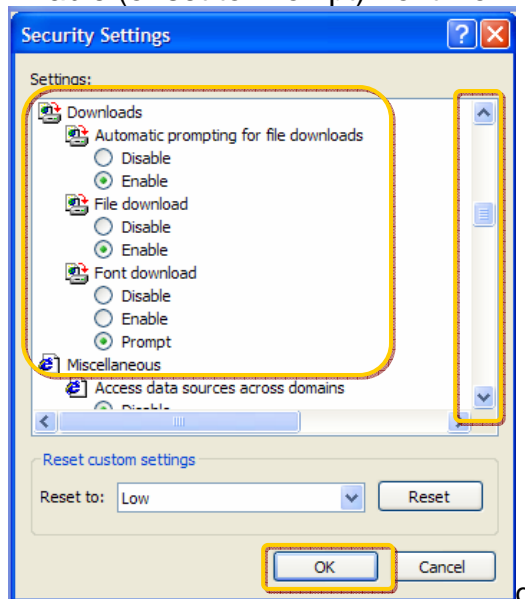 Security Settings
Settings:
Downloads
Automatic prompting for file downloads
Disable
Enable
File download
Disable
Enable
Font download
Disable
Enable
Prompt
Miscellaneous
Access data sources across domains
Disable
Reset custom settings
Reset to: Low Reset
OK Cancel